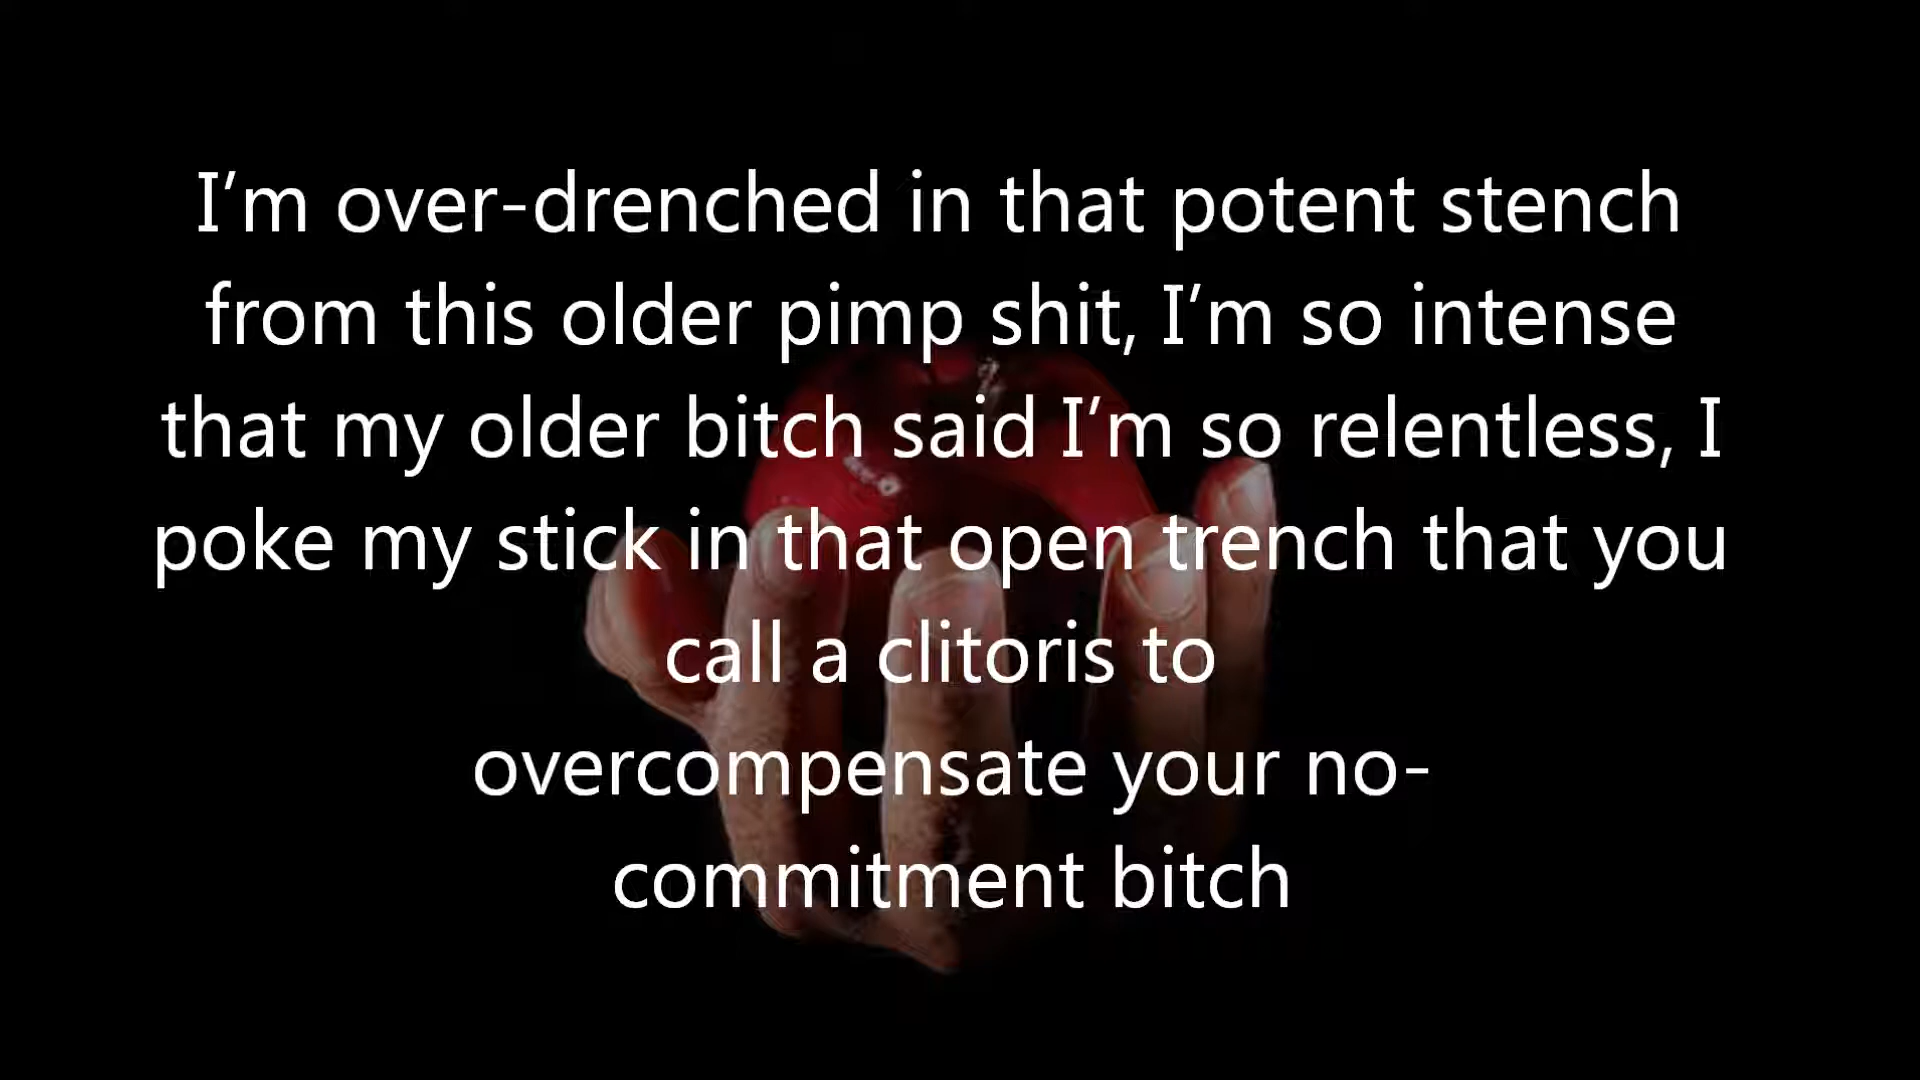 I’m over-drenched in that potent stench
from this older pimp shit, I’m so intense
that my older bitch said I’m so relentless, I
poke my stick in that open trench that you
call a clitoris to
overcompensate your no-
commitment bitch